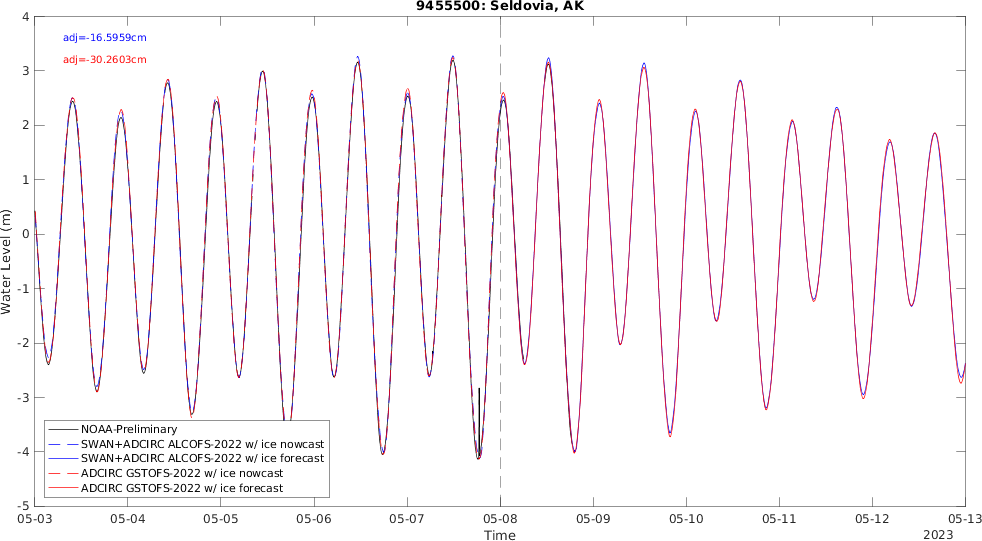 9455500: Seldovia, AK
adj=-16.5959cm
adj=-30.2603cm
4
3
2
1
0
-1
-2
-3
-4
-5
Water Level (m)
NOAA-Preliminary
SWAN+ADCIRC ALCOFS-2022 w/ ice nowcast
SWAN+ADCIRC ALCOFS-2022 w/ ice forecast
ADCIRC GSTOFS-2022 w/ ice nowcast
ADCIRC GSTOFS-2022 w/ ice forecast
05-03 05-04 05-05 05-06 05-07 05-08 05-09 05-10 05-11 05-12 05-13
Time
2023